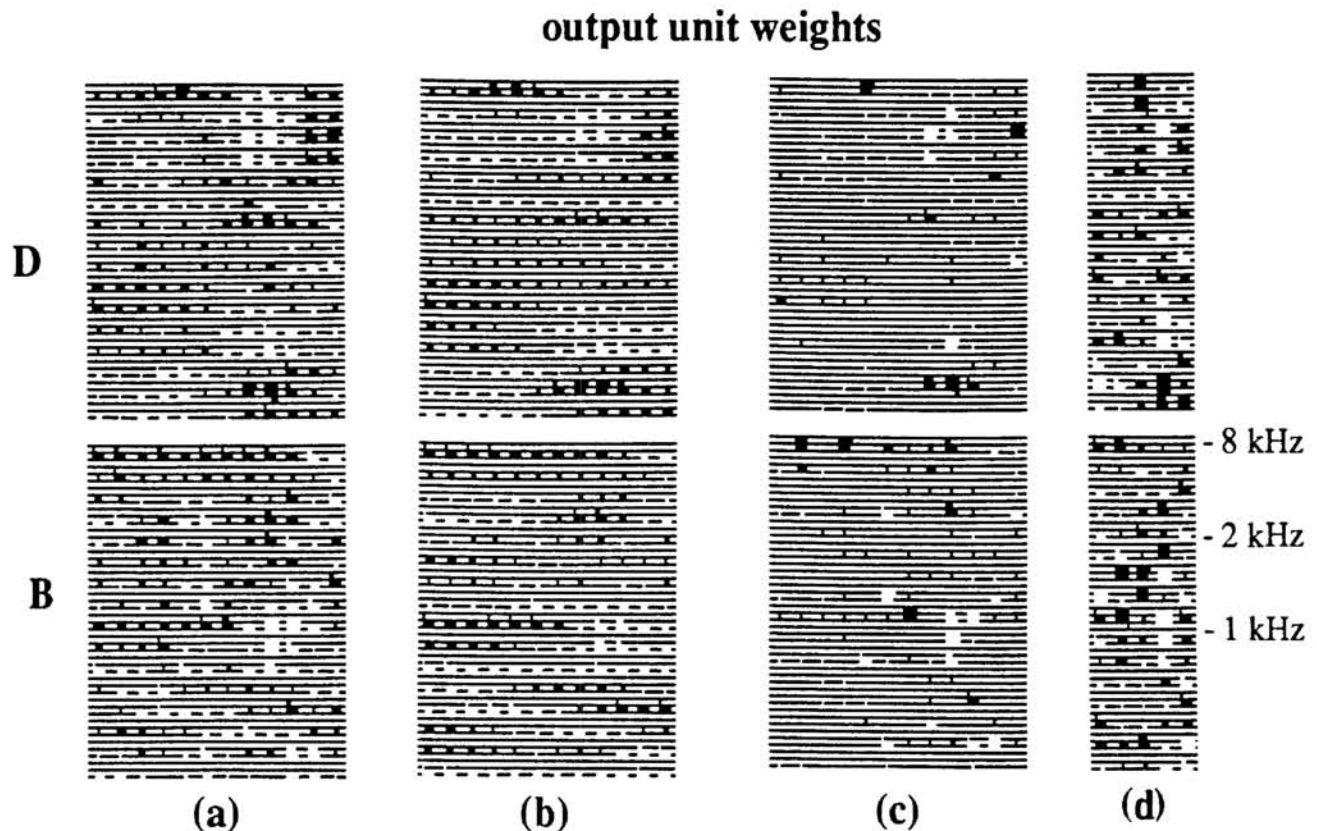 output unit weights
D
B
- 8 kHz
- 2 kHz
- 1 kHz
(a) (b) (c) (d)